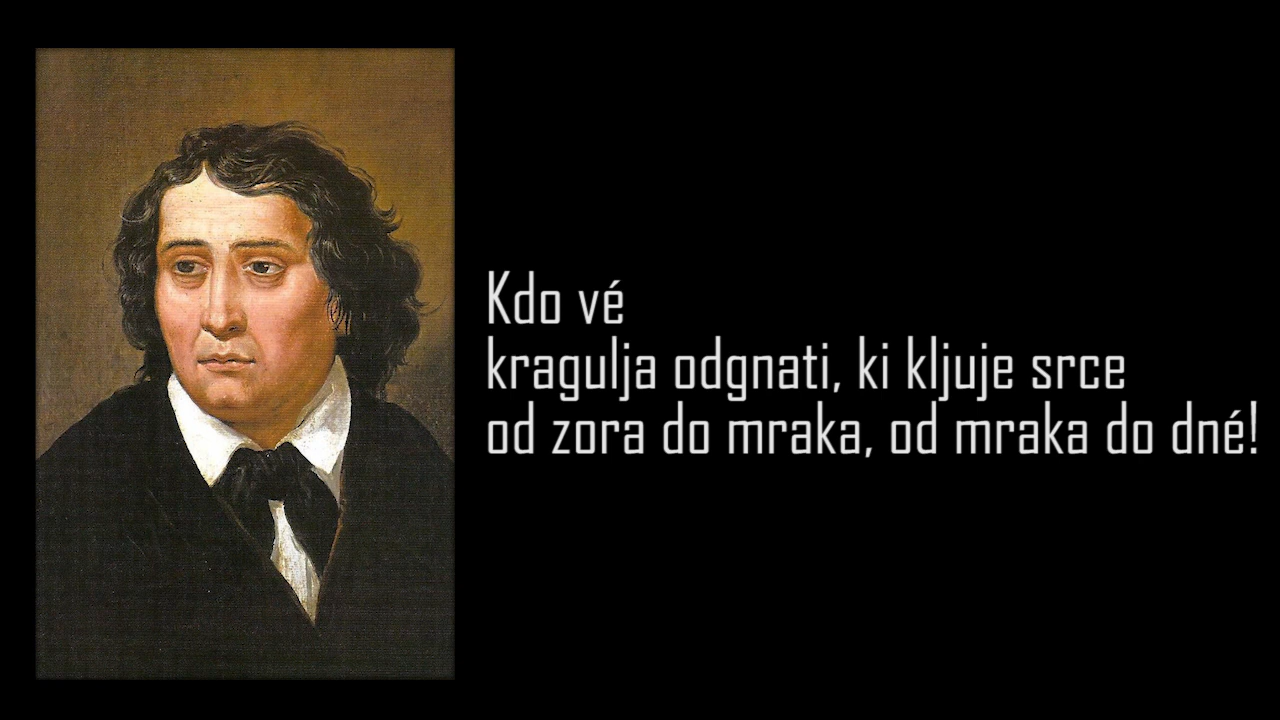 Kdo vé
kragulja odgnati, ki kljuje srce
od zora do mraka, od mraka do dné!